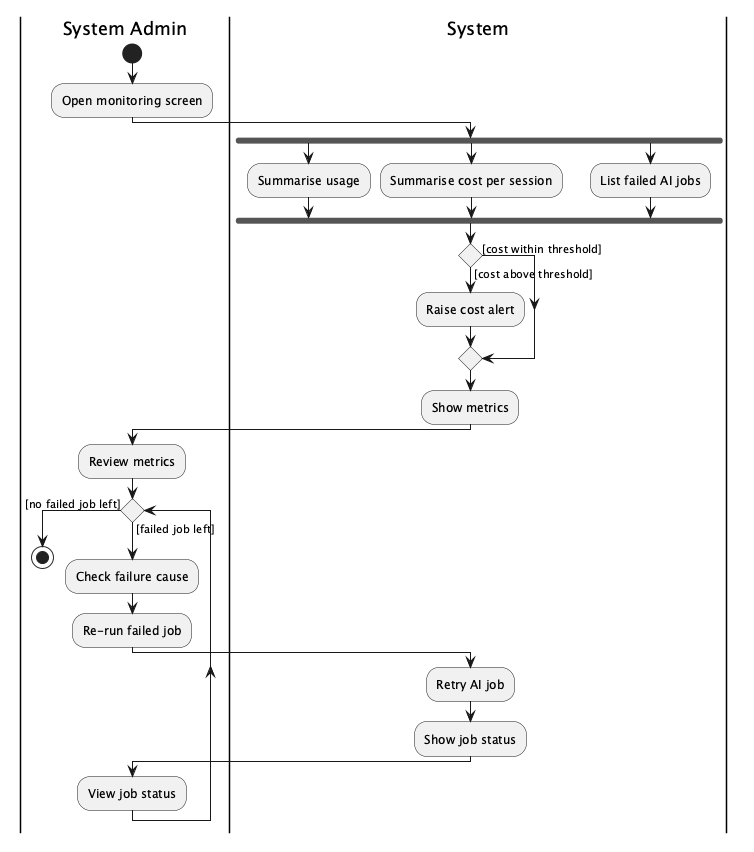 System Admin
System
Open monitoring screen
Summarise usage
Summarise cost per session
List failed AI jobs
[cost within threshold]
[cost above threshold]
Raise cost alert
Show metrics
Review metrics
[no failed job left]
[failed job left]
Check failure cause
Re-run failed job
Retry AI job
Show job status
View job status